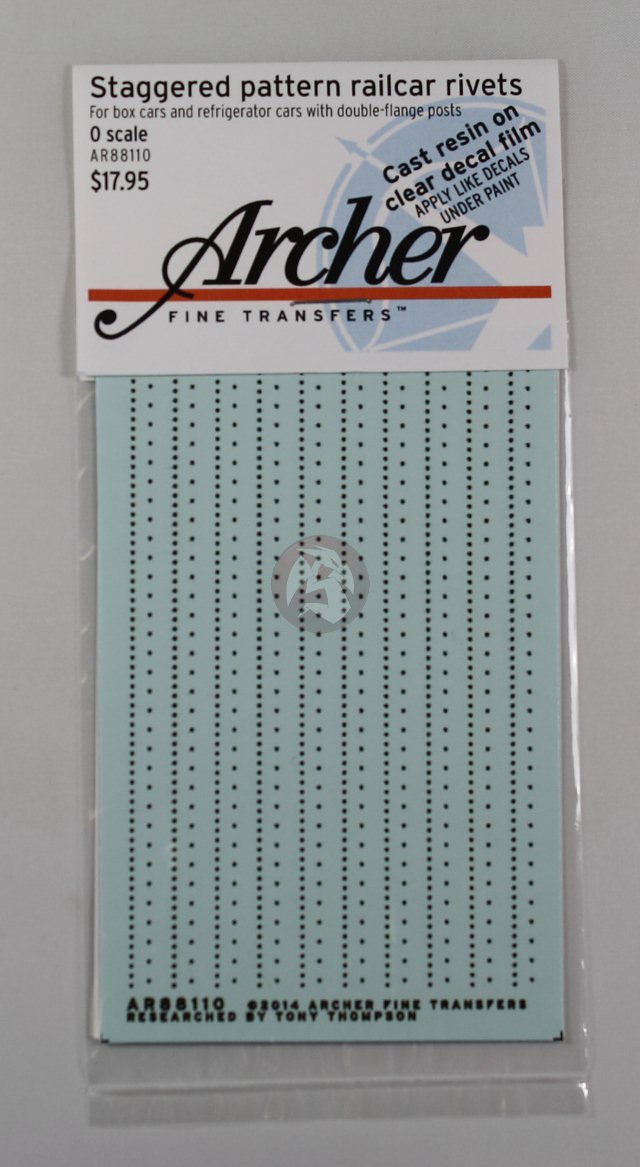 Staggered pattern railcar rivets
For box cars and refrigerator cars with double-flange posts
O scale
AR88110
$17.95
Cast resin on
clear decal film
APPLY LIKE DECALS
UNDER PAINT
Archer
FINE TRANSFERS™
AR88110 ©2014 ARCHER FINE TRANSFERS
RESEARCHED BY TONY THOMPSON